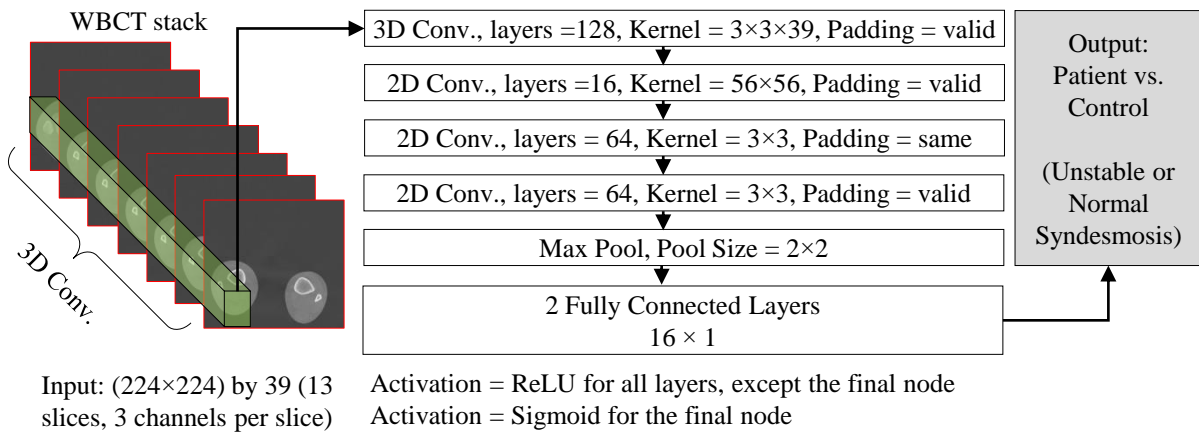 WBCT stack
3D Conv.
Input: (224×224) by 39 (13
slices, 3 channels per slice)
3D Conv., layers =128, Kernel = 3×3×39, Padding = valid
2D Conv., layers =16, Kernel = 56×56, Padding = valid
2D Conv., layers = 64, Kernel = 3×3, Padding = same
2D Conv., layers = 64, Kernel = 3×3, Padding = valid
Max Pool, Pool Size = 2×2
2 Fully Connected Layers
16 × 1
Activation = ReLU for all layers, except the final node
Activation = Sigmoid for the final node
Output:
Patient vs.
Control
(Unstable or
Normal
Syndesmosis)